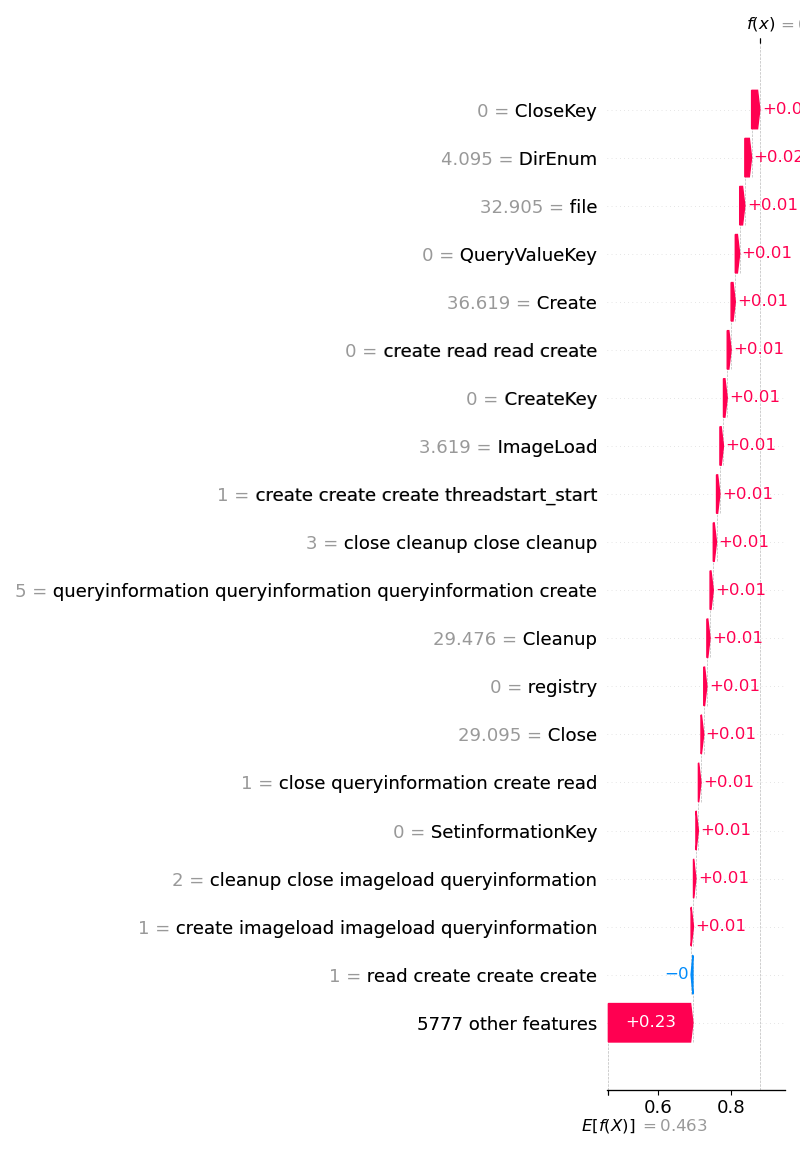 f(x) = 
0 = CloseKey +0.0
4.095 = DirEnum +0.02
32.905 = file +0.01
0 = QueryValueKey +0.01
36.619 = Create +0.01
0 = create read read create +0.01
0 = CreateKey +0.01
3.619 = ImageLoad +0.01
1 = create create create threadstart_start +0.01
3 = close cleanup close cleanup +0.01
5 = queryinformation queryinformation queryinformation create +0.01
29.476 = Cleanup +0.01
0 = registry +0.01
29.095 = Close +0.01
1 = close queryinformation create read +0.01
0 = SetinformationKey +0.01
2 = cleanup close imageload queryinformation +0.01
1 = create imageload imageload queryinformation +0.01
1 = read create create create −0
5777 other features +0.23
0.6 0.8
E[f(X)] = 0.463